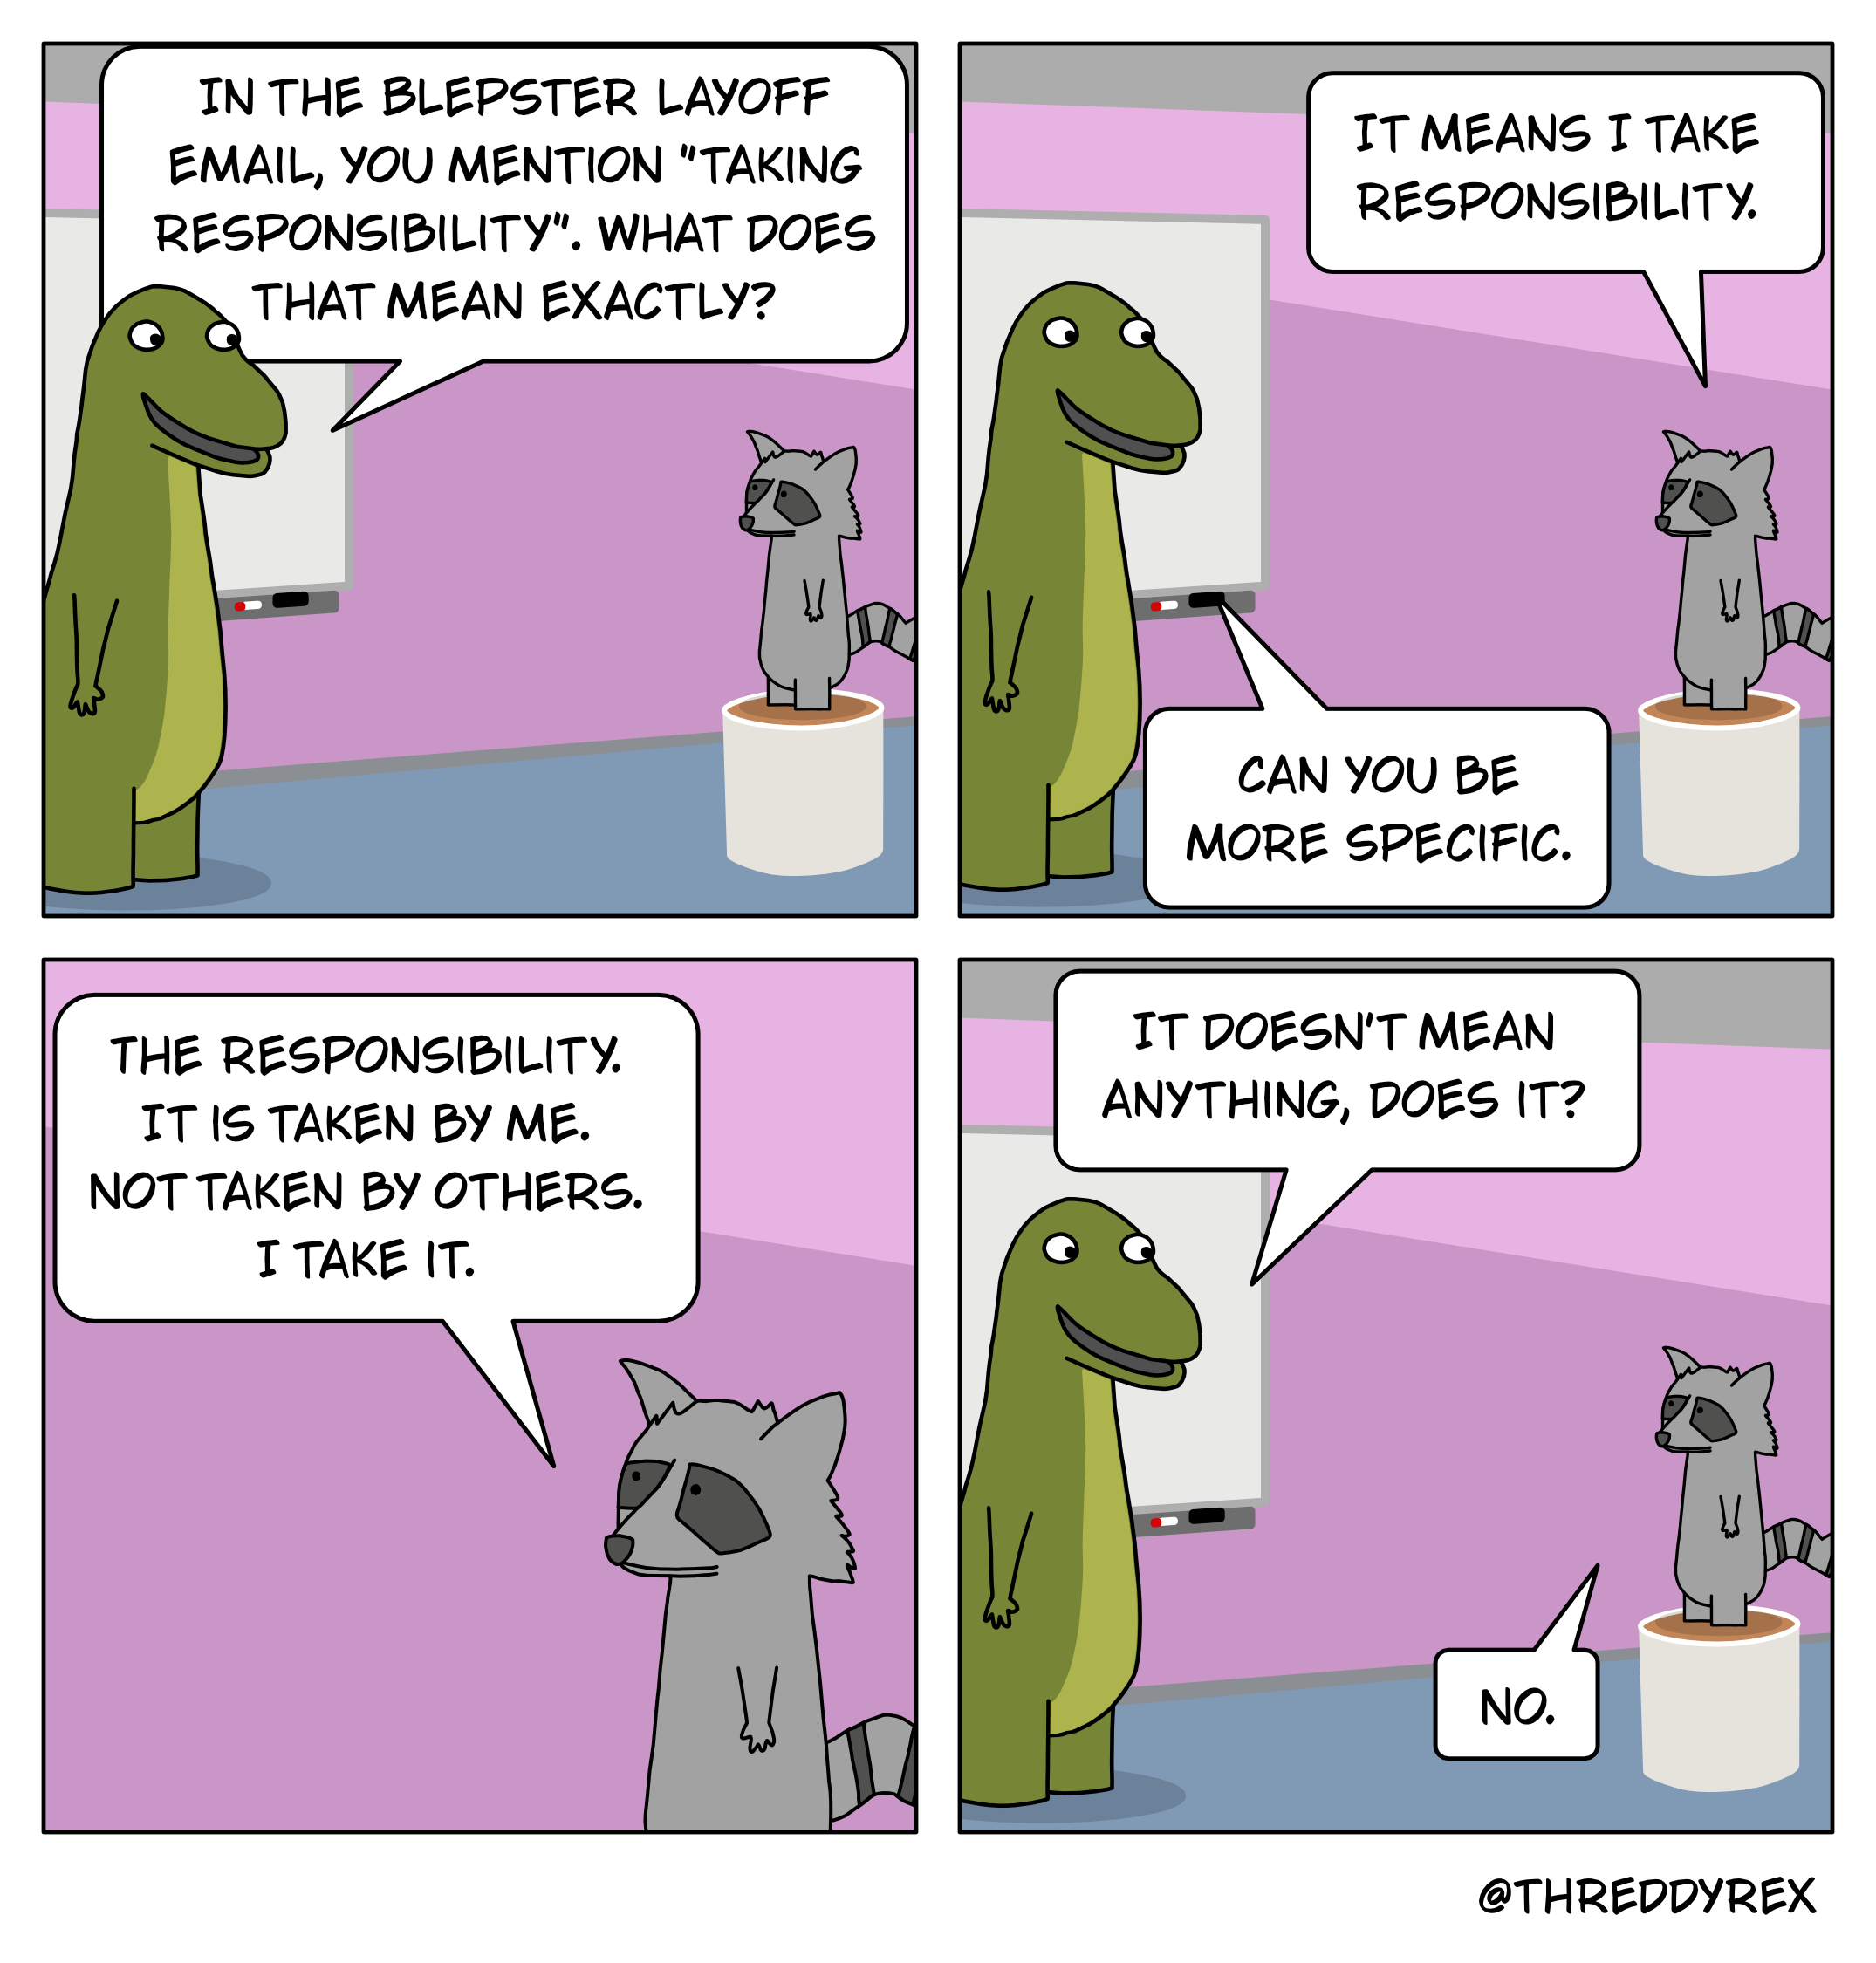 IN THE BLEPSTER LAYOFF
EMAIL, YOU MENTION "TAKING
RESPONSIBILITY". WHAT DOES
THAT MEAN EXACTLY?
IT MEANS I TAKE
RESPONSIBILITY.
CAN YOU BE
MORE SPECIFIC.
THE RESPONSIBILITY.
IT IS TAKEN BY ME.
NOT TAKEN BY OTHERS.
I TAKE IT.
IT DOESN'T MEAN
ANYTHING, DOES IT?
NO.
@THREDDYREX